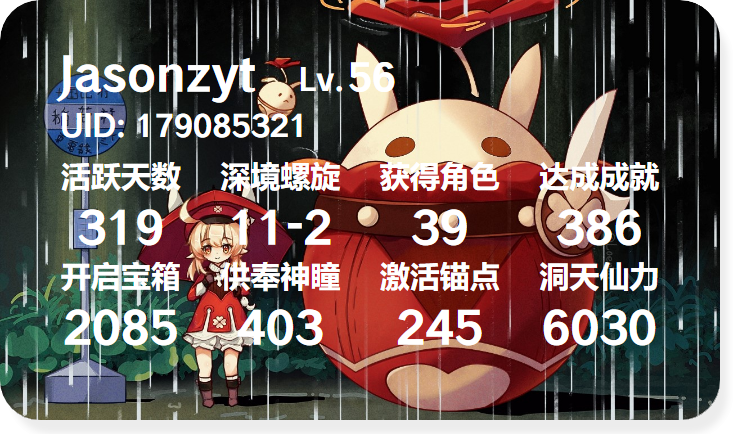 Jasonzyt Lv.56
UID: 179085321
活跃天数 深境螺旋 获得角色 达成成就
319 11-2 39 386
开启宝箱 供奉神瞳 激活锚点 洞天仙力
2085 403 245 6030